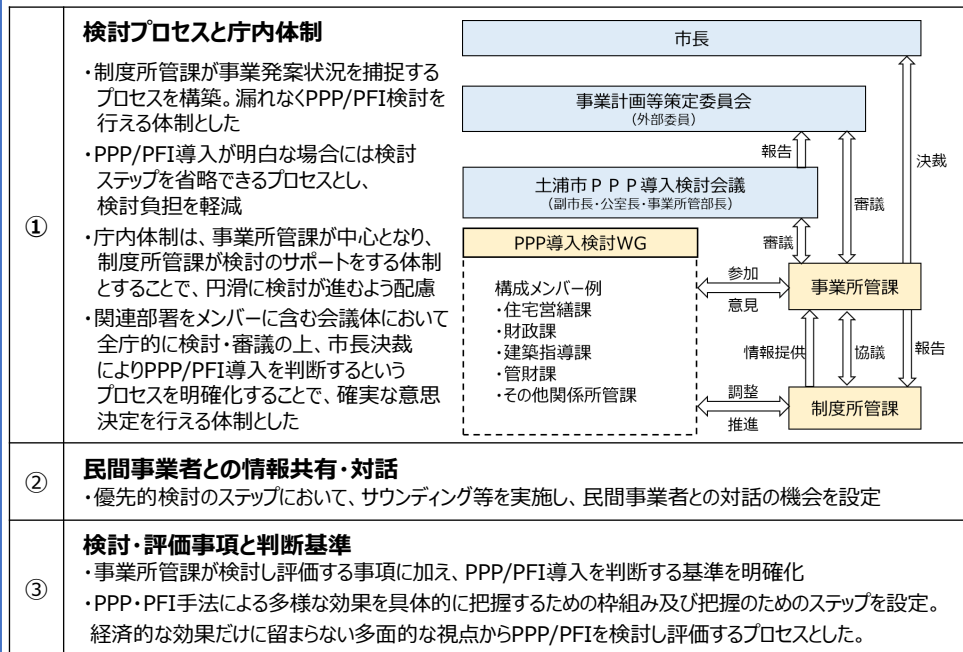 ①
検討プロセスと庁内体制
・制度所管課が事業発案状況を捕捉する
プロセスを構築。漏れなくPPP/PFI検討を
行える体制とした
・PPP/PFI導入が明白な場合には検討
ステップを省略できるプロセスとし、
検討負担を軽減
・庁内体制は、事業所管課が中心となり、
制度所管課が検討のサポートをする体制
とすることで、円滑に検討が進むよう配慮
・関連部署をメンバーに含む会議体において
全庁的に検討・審議の上、市長決裁
によりPPP/PFI導入を判断するという
プロセスを明確化することで、確実な意思
決定を行える体制とした
市長
事業計画等策定委員会
（外部委員）
報告
決裁
土浦市ＰＰＰ導入検討会議
（副市長・公室長・事業所管部長）
審議
審議
PPP導入検討WG
構成メンバー例
・住宅営繕課
・財政課
・建築指導課
・管財課
・その他関係所管課
参加
意見
事業所管課
情報提供
協議
報告
調整
推進
制度所管課
②
民間事業者との情報共有・対話
・優先的検討のステップにおいて、サウンディング等を実施し、民間事業者との対話の機会を設定
③
検討・評価事項と判断基準
・事業所管課が検討し評価する事項に加え、PPP/PFI導入を判断する基準を明確化
・PPP・PFI手法による多様な効果を具体的に把握するための枠組み及び把握のためのステップを設定。
経済的な効果だけに留まらない多面的な視点からPPP/PFIを検討し評価するプロセスとした。